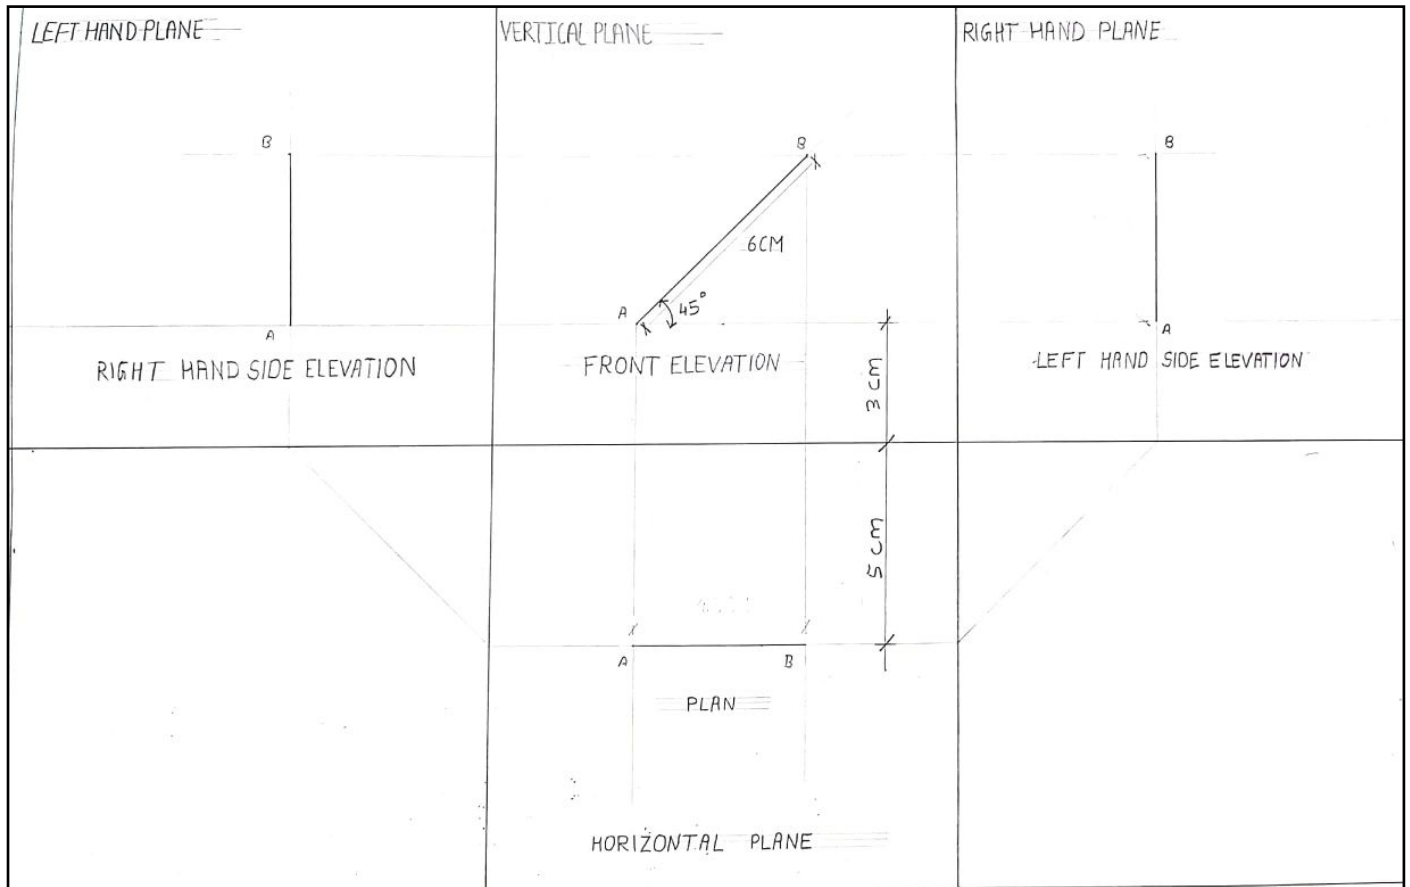 LEFT HAND PLANE
VERTICAL PLANE
RIGHT HAND PLANE
B
B
B
6CM
A
45°
A
A
RIGHT HAND SIDE ELEVATION
FRONT ELEVATION
LEFT HAND SIDE ELEVATION
3 cm
5 cm
A
B
PLAN
HORIZONTAL PLANE